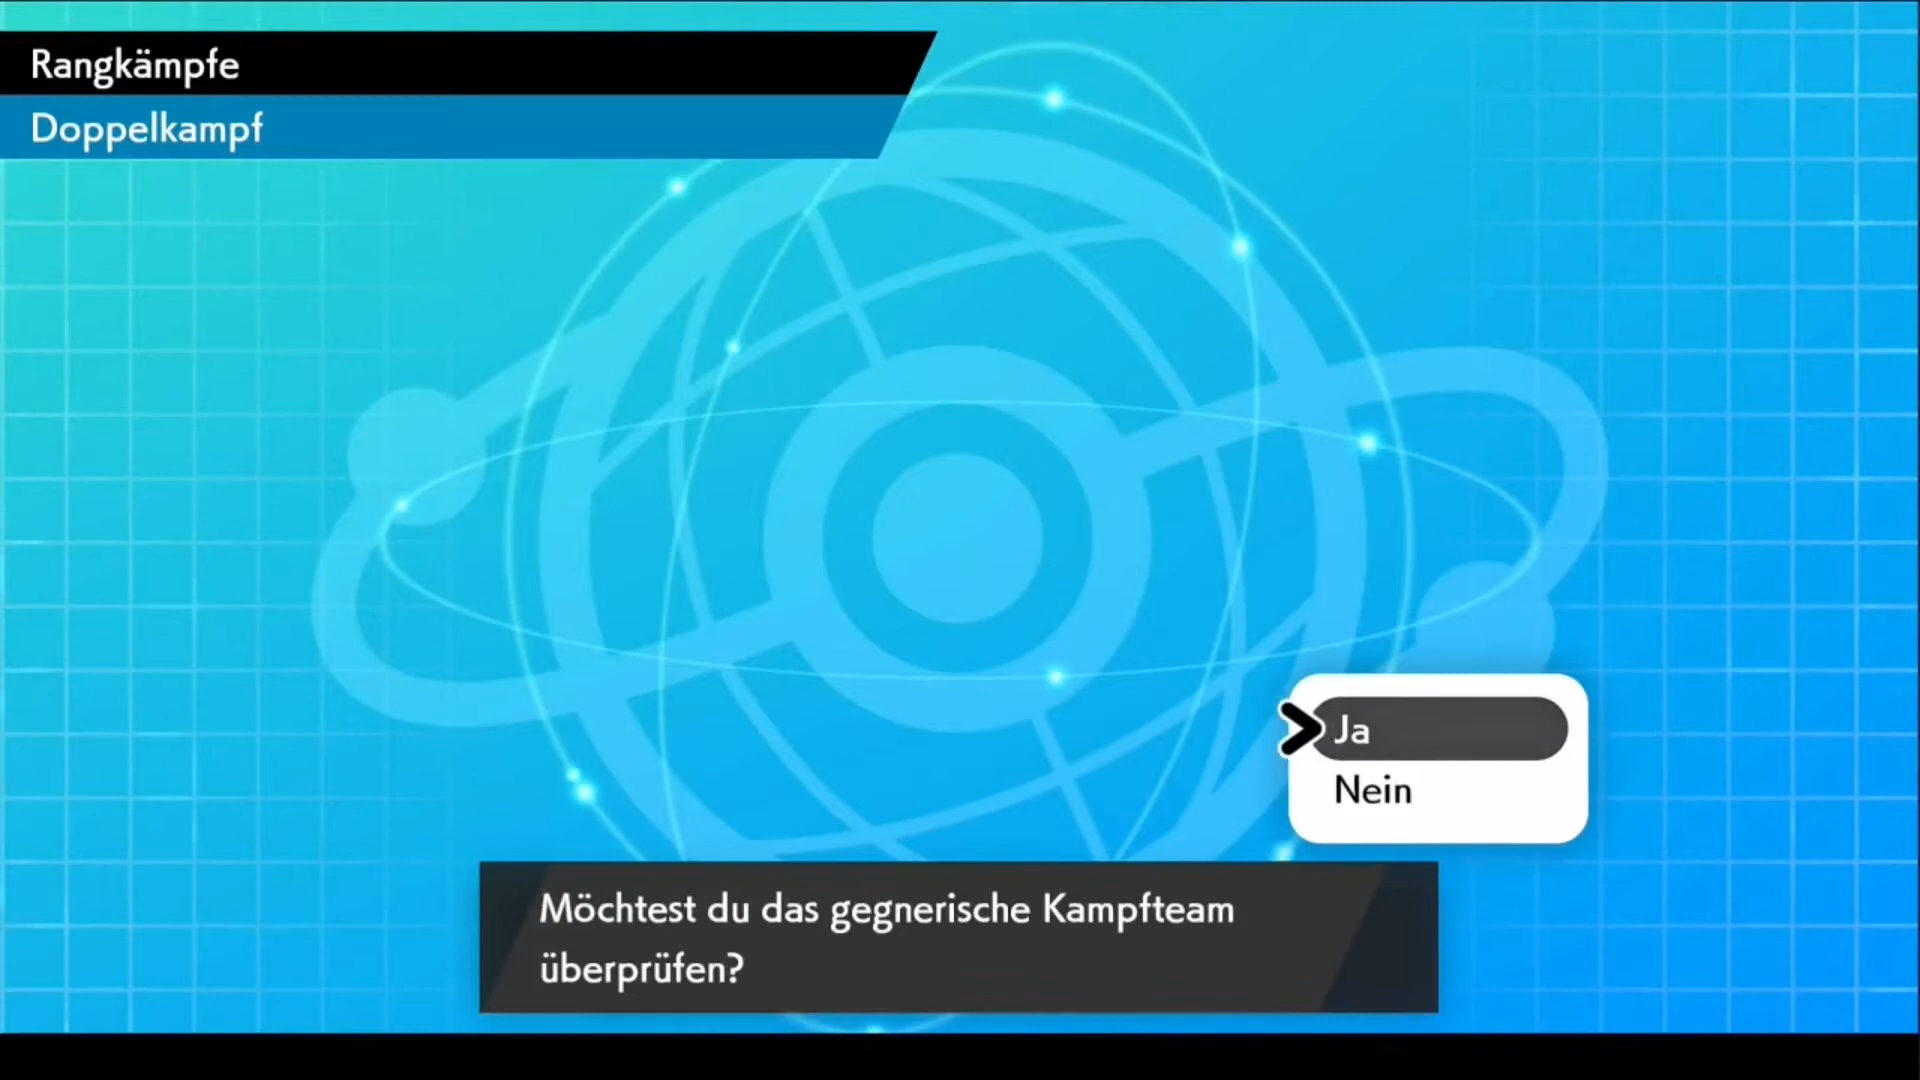 Rangkämpfe
Doppelkampf
Ja
Nein
Möchtest du das gegnerische Kampfteam
überprüfen?